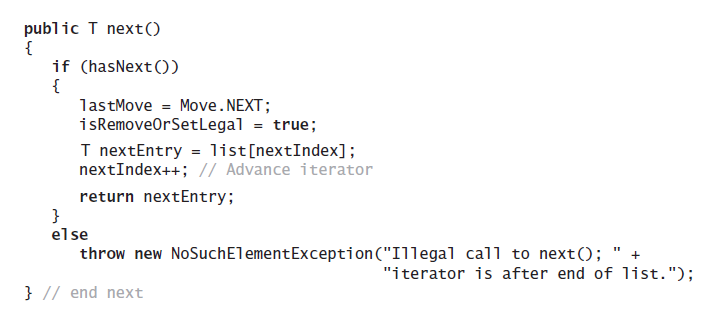 public T next()
{
   if (hasNext())
   {
      lastMove = Move.NEXT;
      isRemoveOrSetLegal = true;
      T nextEntry = list[nextIndex];
      nextIndex++; // Advance iterator
      return nextEntry;
   }
   else
      throw new NoSuchElementException("Illegal call to next(); " +
                                       "iterator is after end of list.");
} // end next